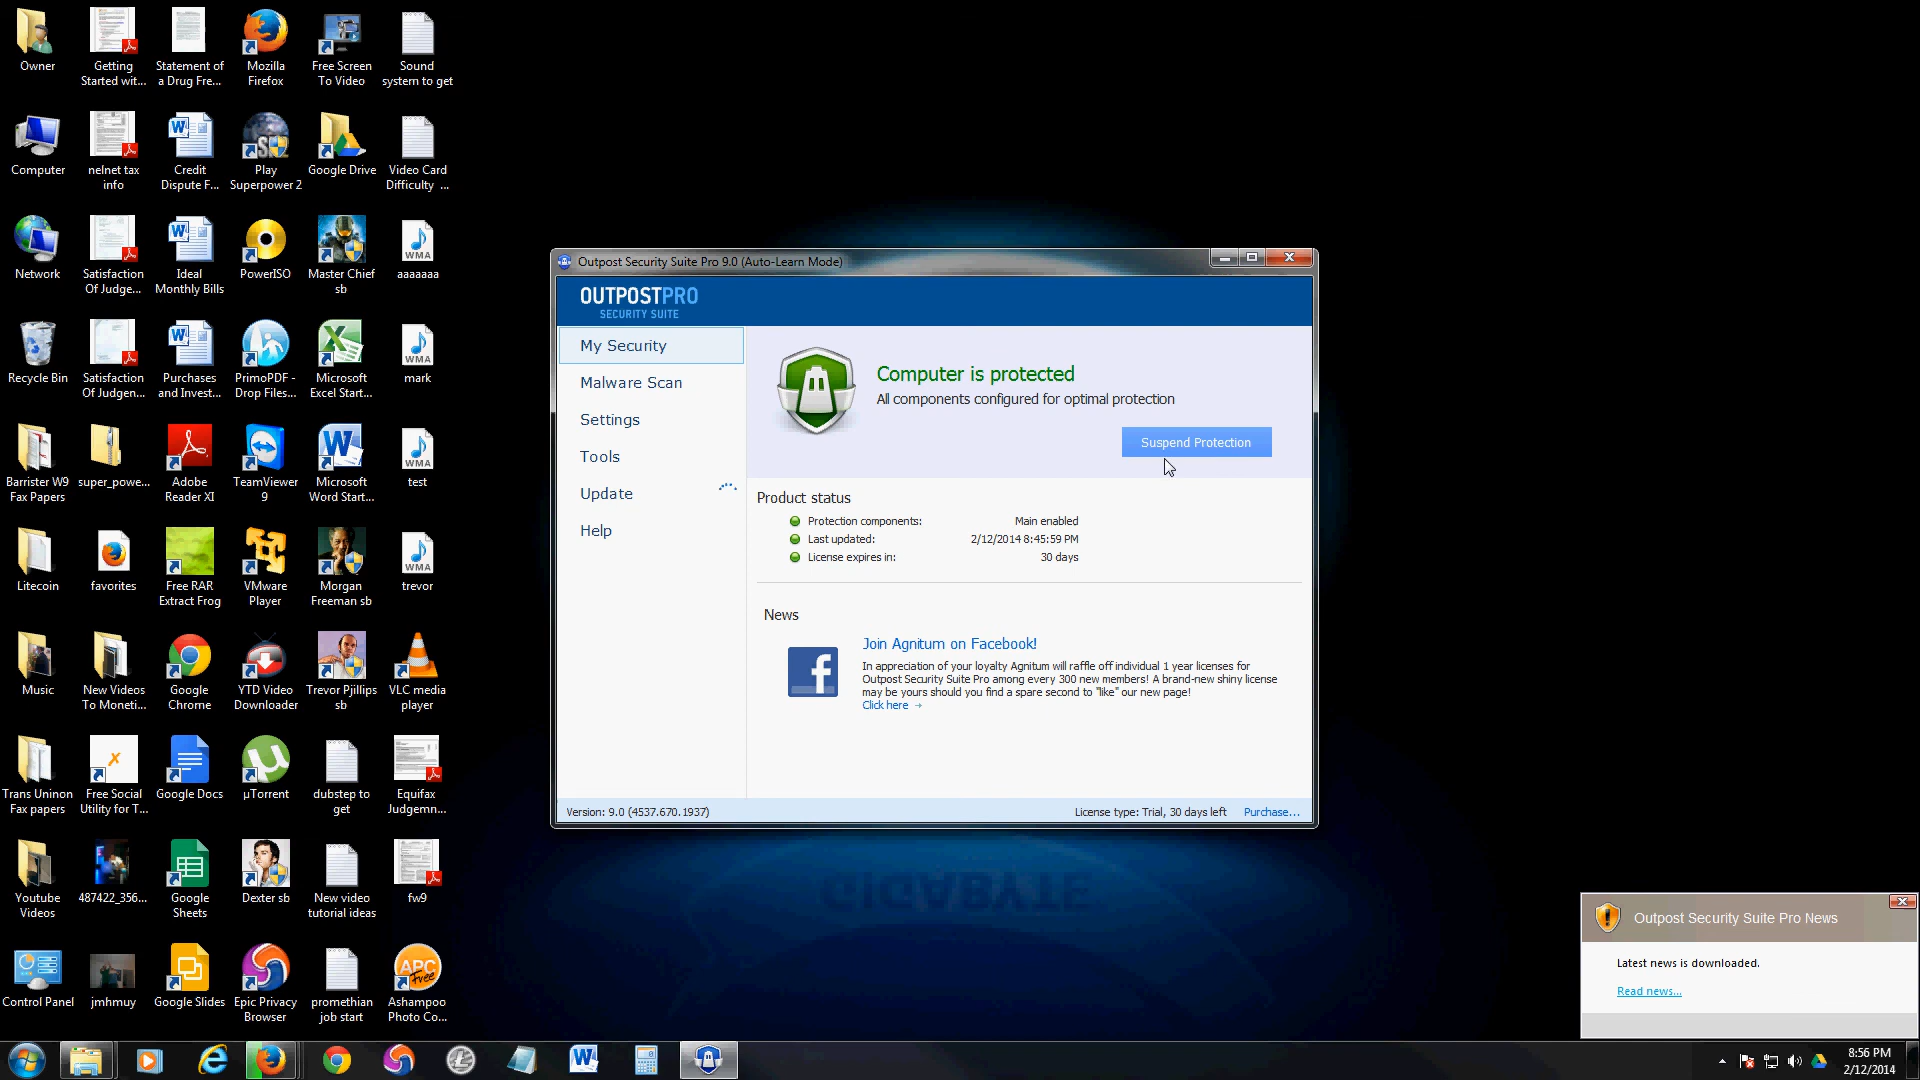 Owner
Getting
Started wit...
Statement of
a Drug Fre...
Mozilla
Firefox
Free Screen
To Video
Sound
system to get
Computer
nelnet tax
info
Credit
Dispute F...
Play
Superpower 2
Google Drive
Video Card
Difficulty ...
Network
Satisfaction
Of Judge...
Ideal
Monthly Bills
PowerISO
Master Chief
sb
WMA
aaaaaaa
Recycle Bin
Satisfaction
Of Judgen...
Purchases
and Invest...
PrimoPDF -
Drop Files...
Microsoft
Excel Start...
WMA
mark
Barrister W9
Fax Papers
super_powe...
Adobe
Reader XI
TeamViewer
9
Microsoft
Word Start...
WMA
test
Litecoin
favorites
Free RAR
Extract Frog
VMware
Player
Morgan
Freeman sb
WMA
trevor
Music
New Videos
To Moneti...
Google
Chrome
YTD Video
Downloader
Trevor Pjillips
sb
VLC media
player
Trans Uninon
Fax papers
Free Social
Utility for T...
Google Docs
µTorrent
dubstep to
get
Equifax
Judgemn...
Youtube
Videos
487422_356...
Google
Sheets
Dexter sb
New video
tutorial ideas
fw9
Control Panel
jmhmuy
Google Slides
Epic Privacy
Browser
promethian
job start
APC
Free
Ashampoo
Photo Co...
Outpost Security Suite Pro 9.0 (Auto-Learn Mode)
OUTPOSTPRO
SECURITY SUITE
My Security
Malware Scan
Settings
Tools
Update
Help
Computer is protected
All components configured for optimal protection
Suspend Protection
Product status
Protection components: Main enabled
Last updated: 2/12/2014 8:45:59 PM
License expires in: 30 days
News
Join Agnitum on Facebook!
In appreciation of your loyalty Agnitum will raffle off individual 1 year licenses for
Outpost Security Suite Pro among every 300 new members! A brand-new shiny license
may be yours should you find a spare second to "like" our new page!
Click here →
Version: 9.0 (4537.670.1937)
License type: Trial, 30 days left Purchase...
GIGABYTE
Outpost Security Suite Pro News
Latest news is downloaded.
Read news...
8:56 PM
2/12/2014